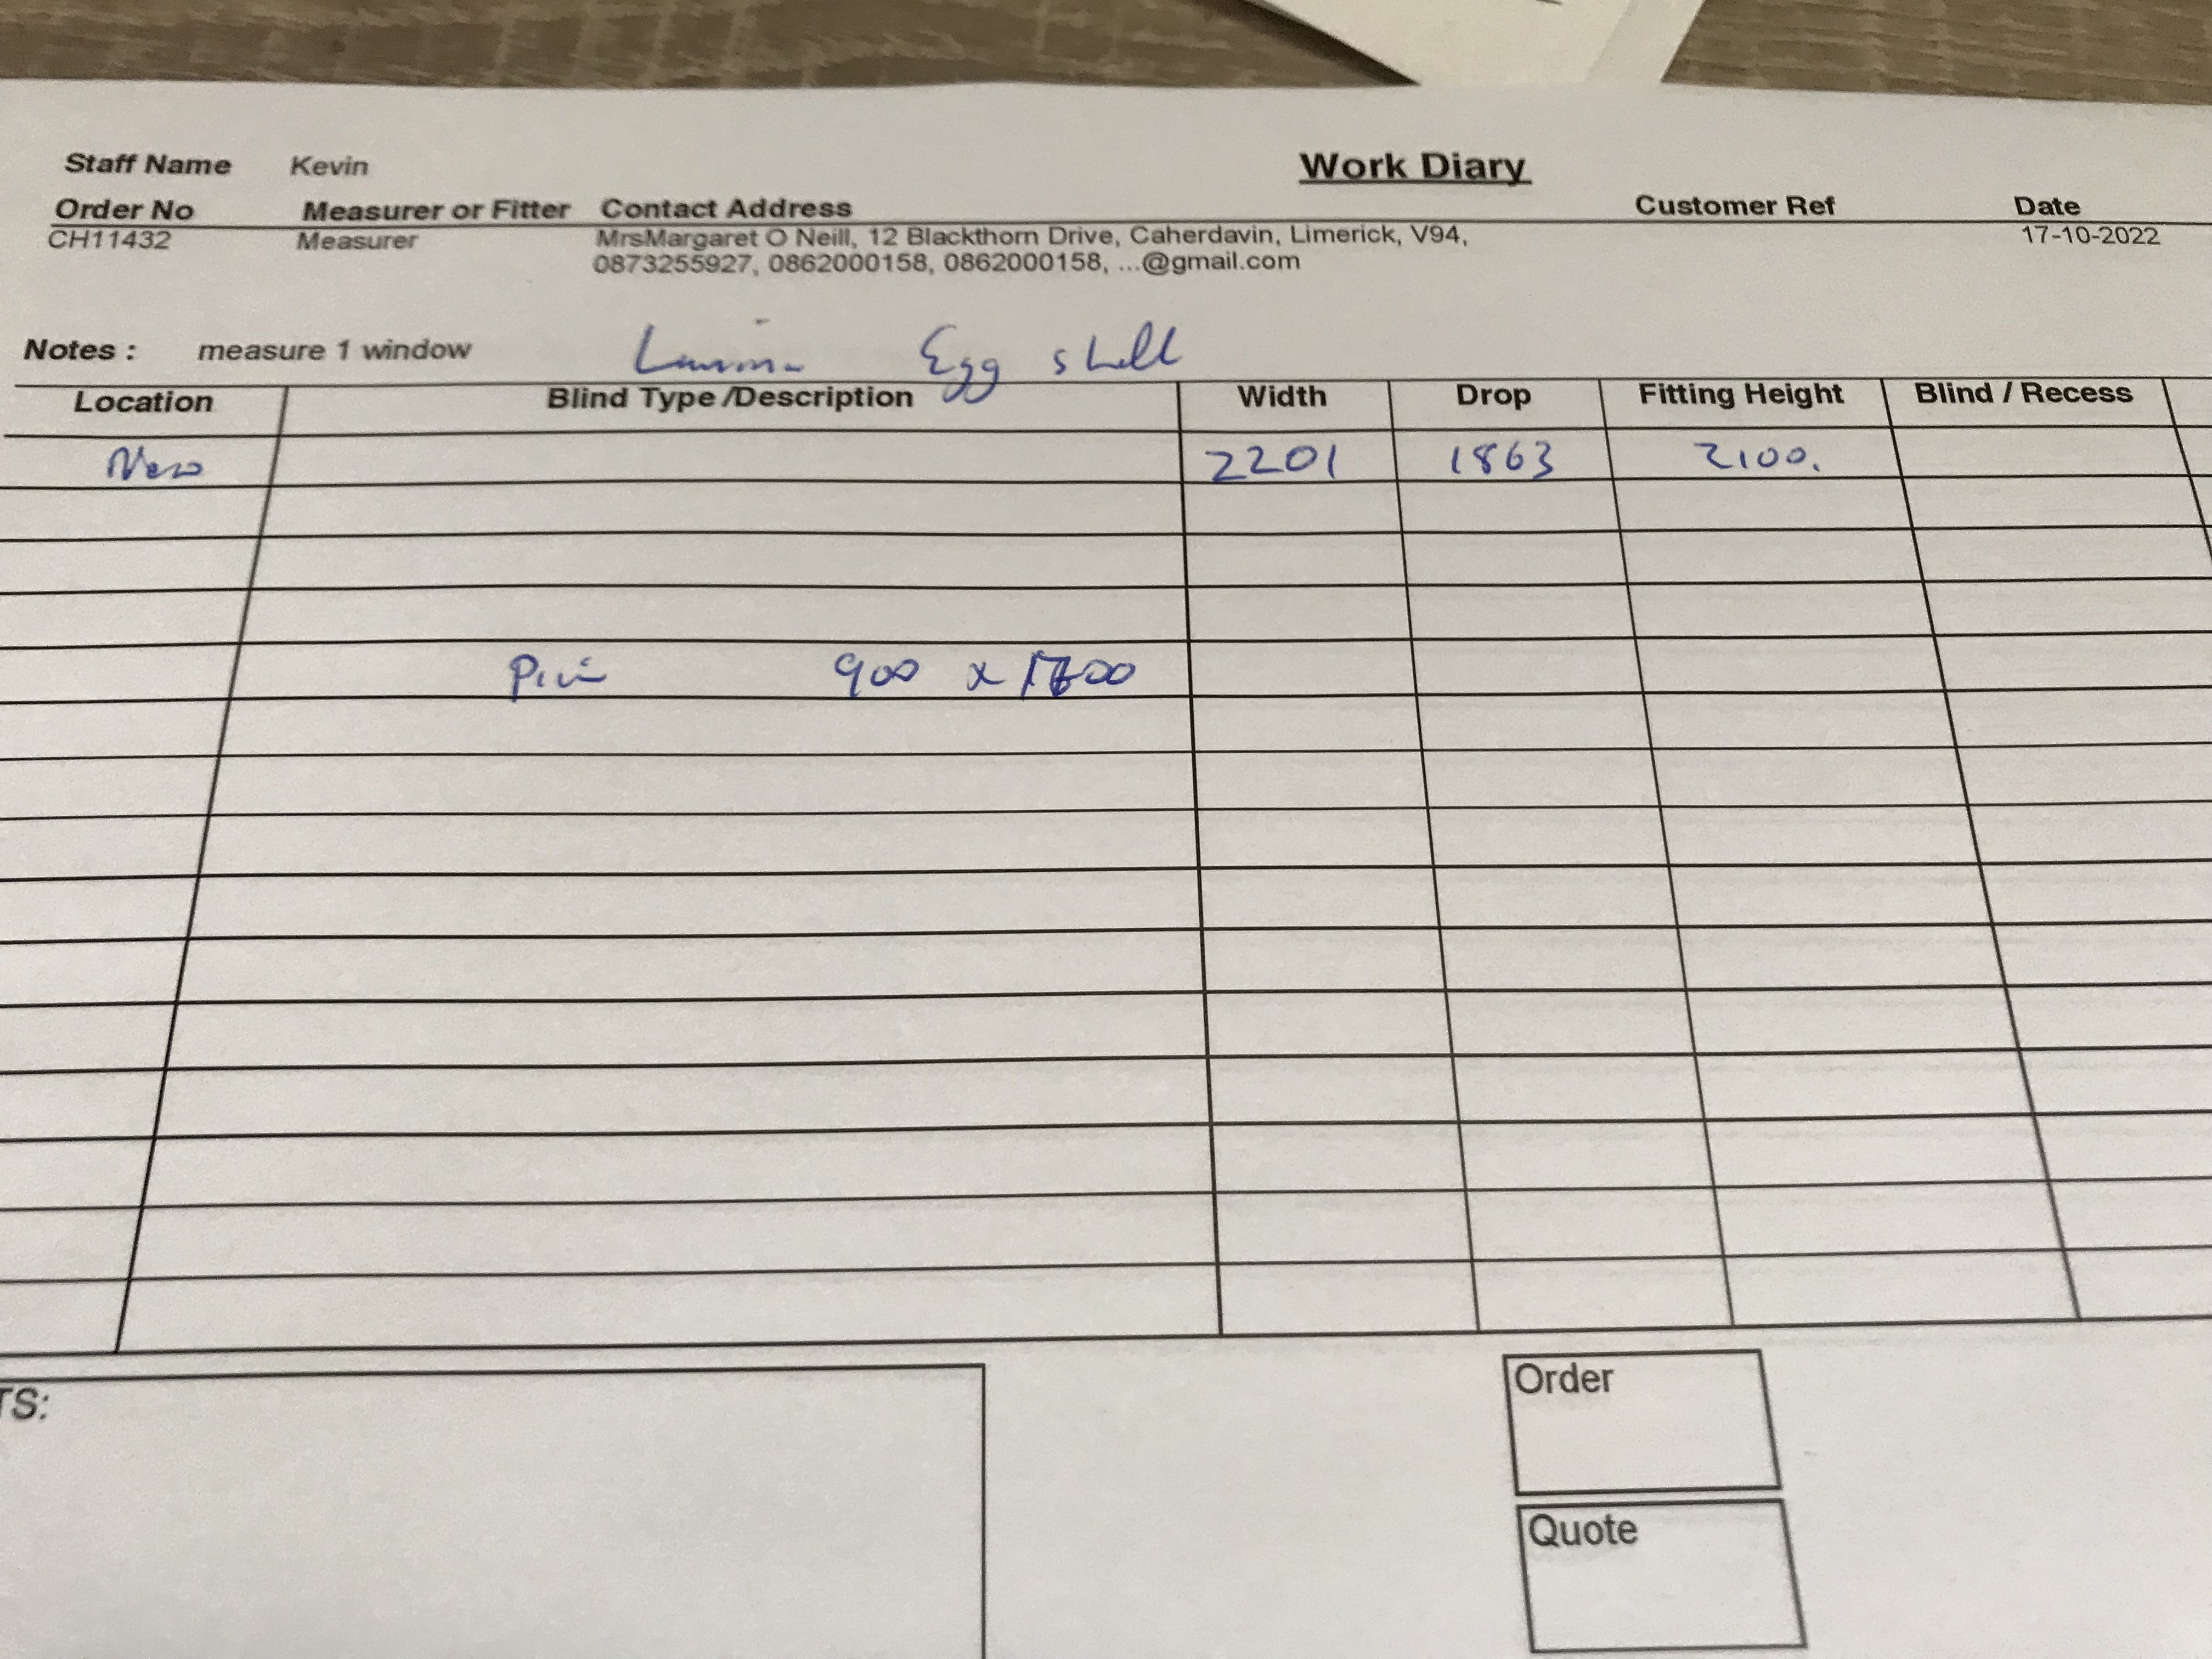 Work Diary
Staff Name Kevin
Order No Measurer or Fitter Contact Address Customer Ref Date
CH11432 Measurer MrsMargaret O Neill, 12 Blackthorn Drive, Caherdavin, Limerick, V94, 17-10-2022
0873255927, 0862000158, 0862000158, ...@gmail.com
Notes : measure 1 window Egg shell
Location Blind Type /Description Width Drop Fitting Height Blind / Recess
2201 1863 2100.
900 x
TS:
Order
Quote